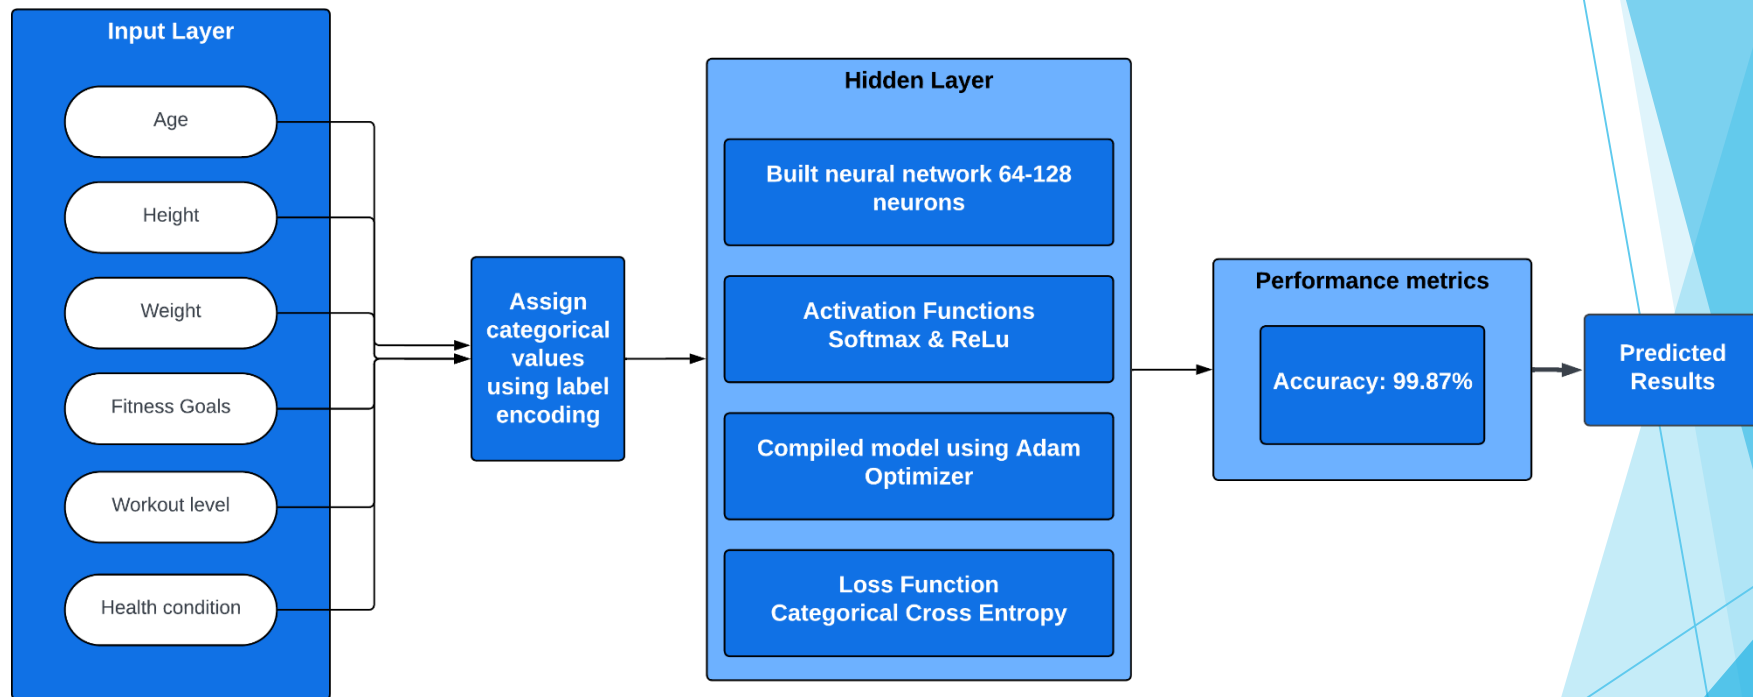 Input Layer
Age
Height
Weight
Fitness Goals
Workout level
Health condition
Assign
categorical
values
using label
encoding
Hidden Layer
Built neural network 64-128
neurons
Activation Functions
Softmax & ReLu
Compiled model using Adam
Optimizer
Loss Function
Categorical Cross Entropy
Performance metrics
Accuracy: 99.87%
Predicted
Results